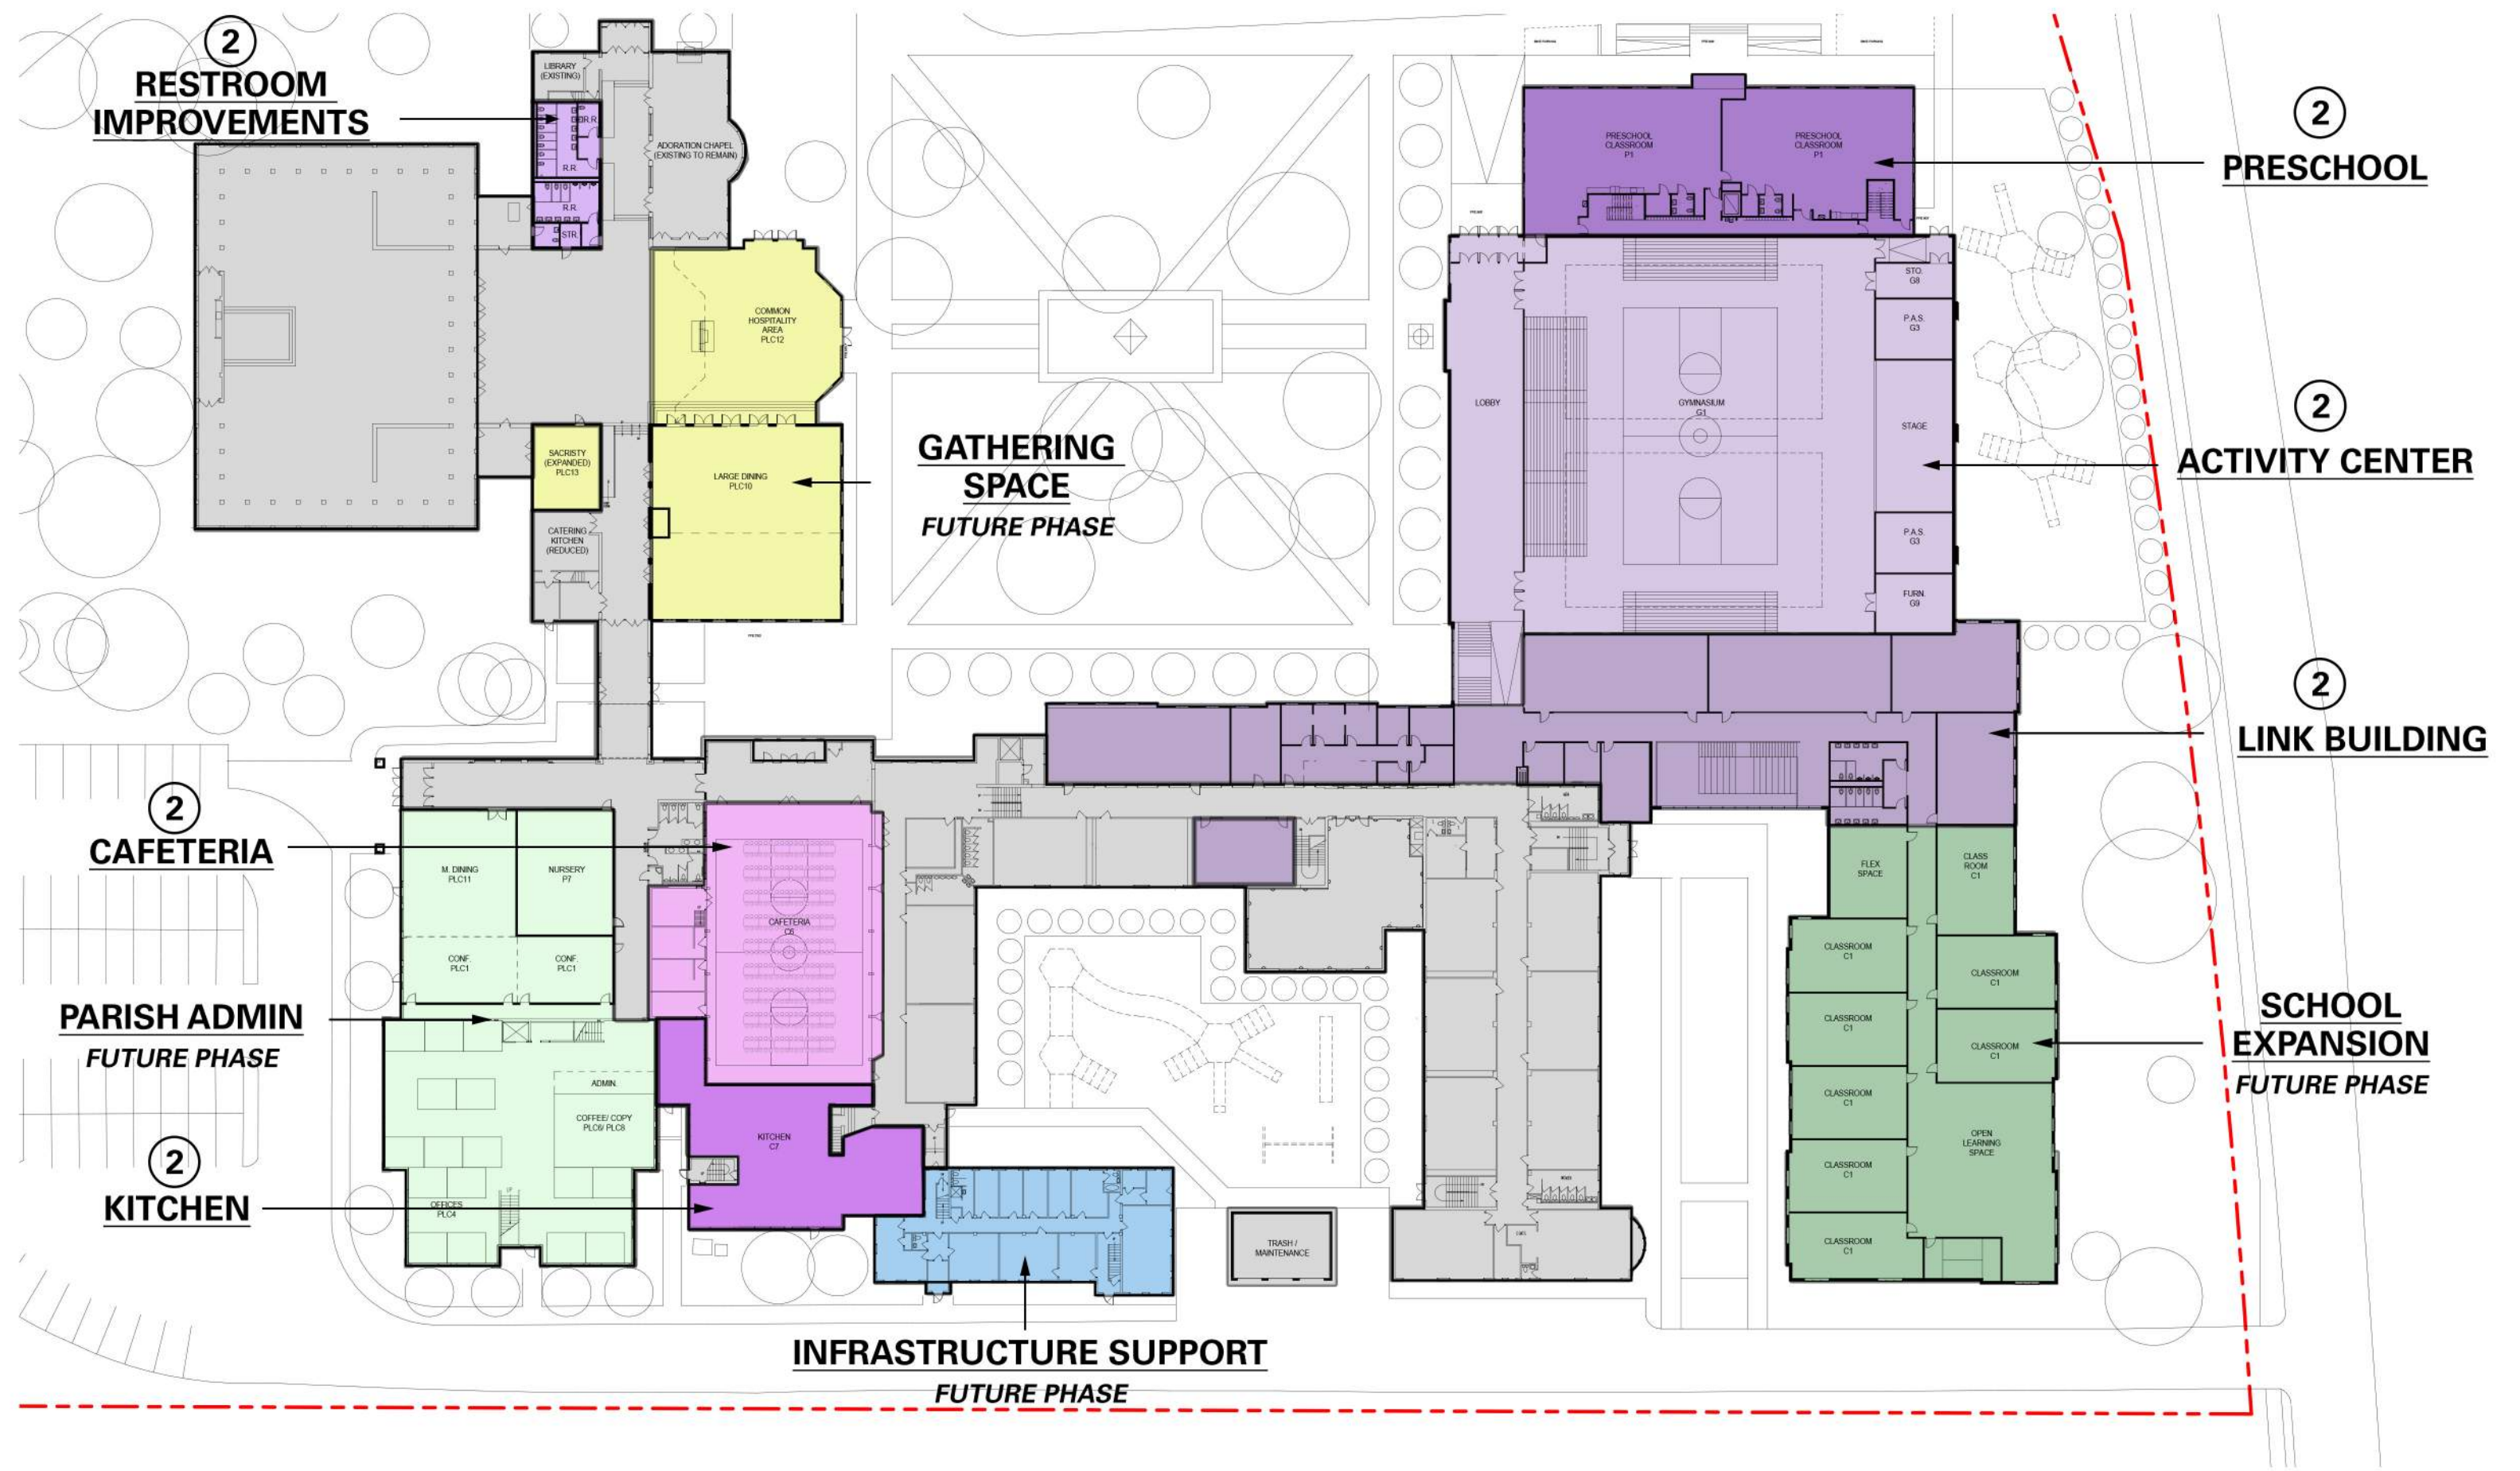 2
RESTROOM
IMPROVEMENTS
LIBRARY
(EXISTING)
R.R.
R.R.
R.R.
STR.
ADORATION CHAPEL
(EXISTING TO REMAIN)
COMMON
HOSPITALITY
AREA
PLC12
SACRISTY
(EXPANDED)
PLC13
LARGE DINING
PLC10
CATERING
KITCHEN
(REDUCED)
GATHERING
SPACE
FUTURE PHASE
PRESCHOOL
CLASSROOM
P1
PRESCHOOL
CLASSROOM
P1
2
PRESCHOOL
STO.
G8
P.A.S.
G3
LOBBY
GYMNASIUM
G1
STAGE
P.A.S.
G3
FURN.
G9
2
ACTIVITY CENTER
2
LINK BUILDING
2
CAFETERIA
M. DINING
PLC11
NURSERY
P7
CONF.
PLC1
CONF.
PLC1
CAFETERIA
C6
PARISH ADMIN
FUTURE PHASE
ADMIN.
COFFEE/ COPY
PLC6/ PLC8
OFFICES
PLC4
UP
2
KITCHEN
KITCHEN
C7
INFRASTRUCTURE SUPPORT
FUTURE PHASE
TRASH /
MAINTENANCE
FLEX
SPACE
CLASS
ROOM
C1
CLASSROOM
C1
CLASSROOM
C1
CLASSROOM
C1
CLASSROOM
C1
CLASSROOM
C1
CLASSROOM
C1
CLASSROOM
C1
OPEN
LEARNING
SPACE
SCHOOL
EXPANSION
FUTURE PHASE